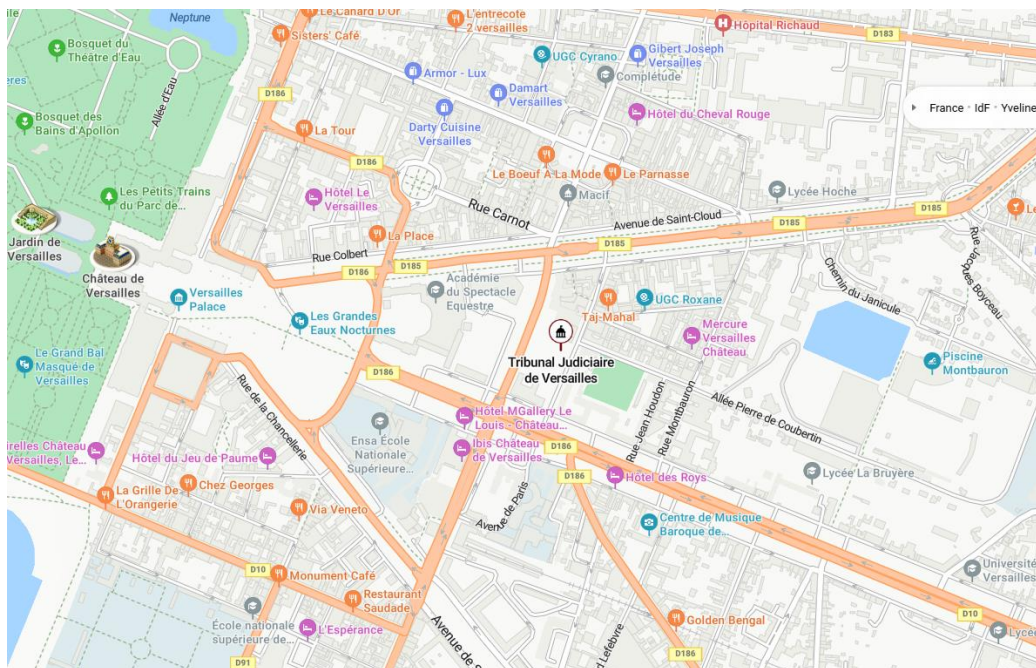 Neptune
Le Canard D'Or
L'entrecote
2 versailles
Hôpital Richaud
D183
Sisters' Café
Bosquet du
Théâtre d'Eau
UGC Cyrano
Gibert Joseph
Versailles
Complétude
Armor - Lux
Damart
Versailles
D186
Allée d'Eau
Bosquet des
Bains d'Apollon
France · IdF · Yveline
Hôtel du Cheval Rouge
Darty Cuisine
Versailles
La Tour
D186
Le Boeuf A La Mode
Le Parnasse
Les Petits Trains
du Parc de...
Hôtel Le
Versailles
Macif
Lycée Hoche
Rue Carnot
Avenue de Saint-Cloud
D185
D185
Jardin de
Versailles
La Place
Rue Colbert
D186
D185
D185
Rue Jacques Boyceau
Château de
Versailles
Académie
du Spectacle
Equestre
Chemin du Janicule
Versailles
Palace
Les Grandes
Eaux Nocturnes
Taj-Mahal
UGC Roxane
Mercure
Versailles
Château
Tribunal Judiciaire
de Versailles
Le Grand Bal
Masque de
Versailles
D186
Piscine
Montbauron
Rue de la Chancellerie
Rue Jean Houdon
Rue Montbauron
Allée Pierre de Coubertin
Ensa École
Nationale
Supérieure...
Hôtel MGallery Le
Louis - Château...
Ibis Château
de Versailles
D186
Hôtel du Jeu de Paume
Versailles, Le...
Lycée La Bruyère
La Grille De
L'Orangerie
Chez Georges
D186
Hôtel des Roys
Via Veneto
Avenue de Paris
Centre de Musique
Baroque de...
D10
Monument Café
Université
Versailles
Restaurant
Saudade
École nationale
supérieure de...
L'Espérance
Golden Bengal
D10
D91
D186